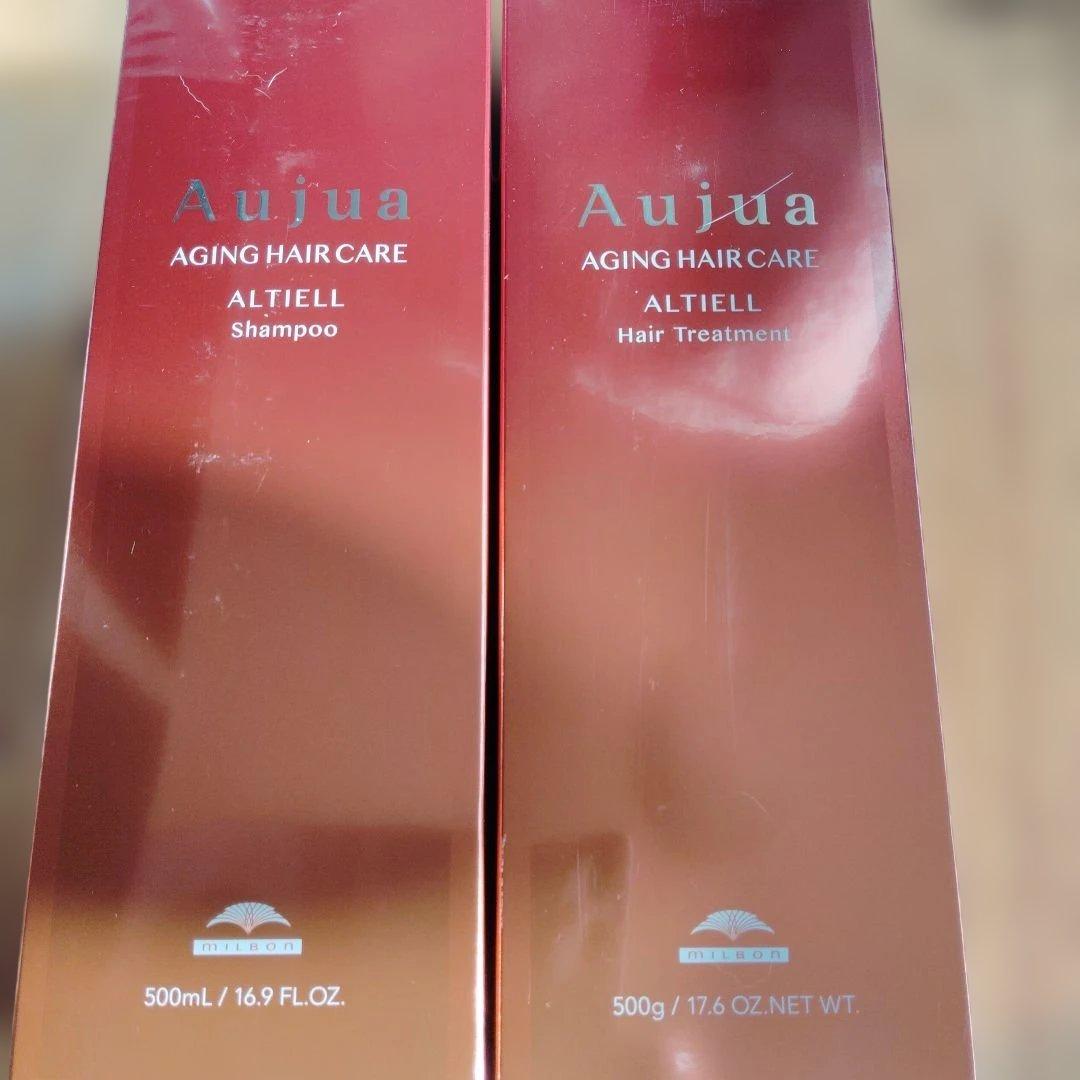 Aujua
AGING HAIR CARE
ALTIELL
Shampoo
MILBON
500mL / 16.9 FL.OZ.
Aujua
AGING HAIR CARE
ALTIELL
Hair Treatment
MILBON
500g / 17.6 OZ.NET WT.